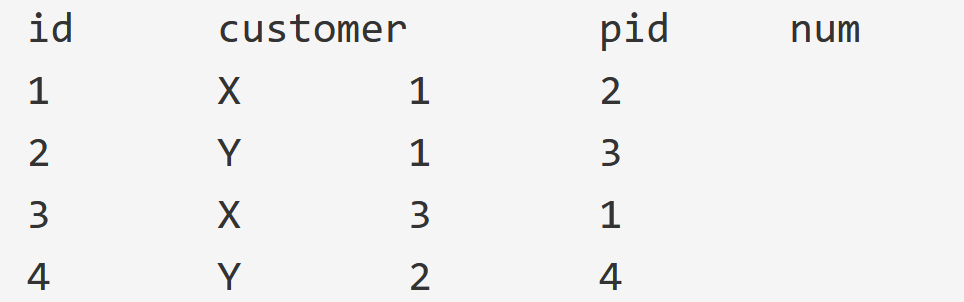 id customer pid num
1 X 1 2
2 Y 1 3
3 X 3 1
4 Y 2 4